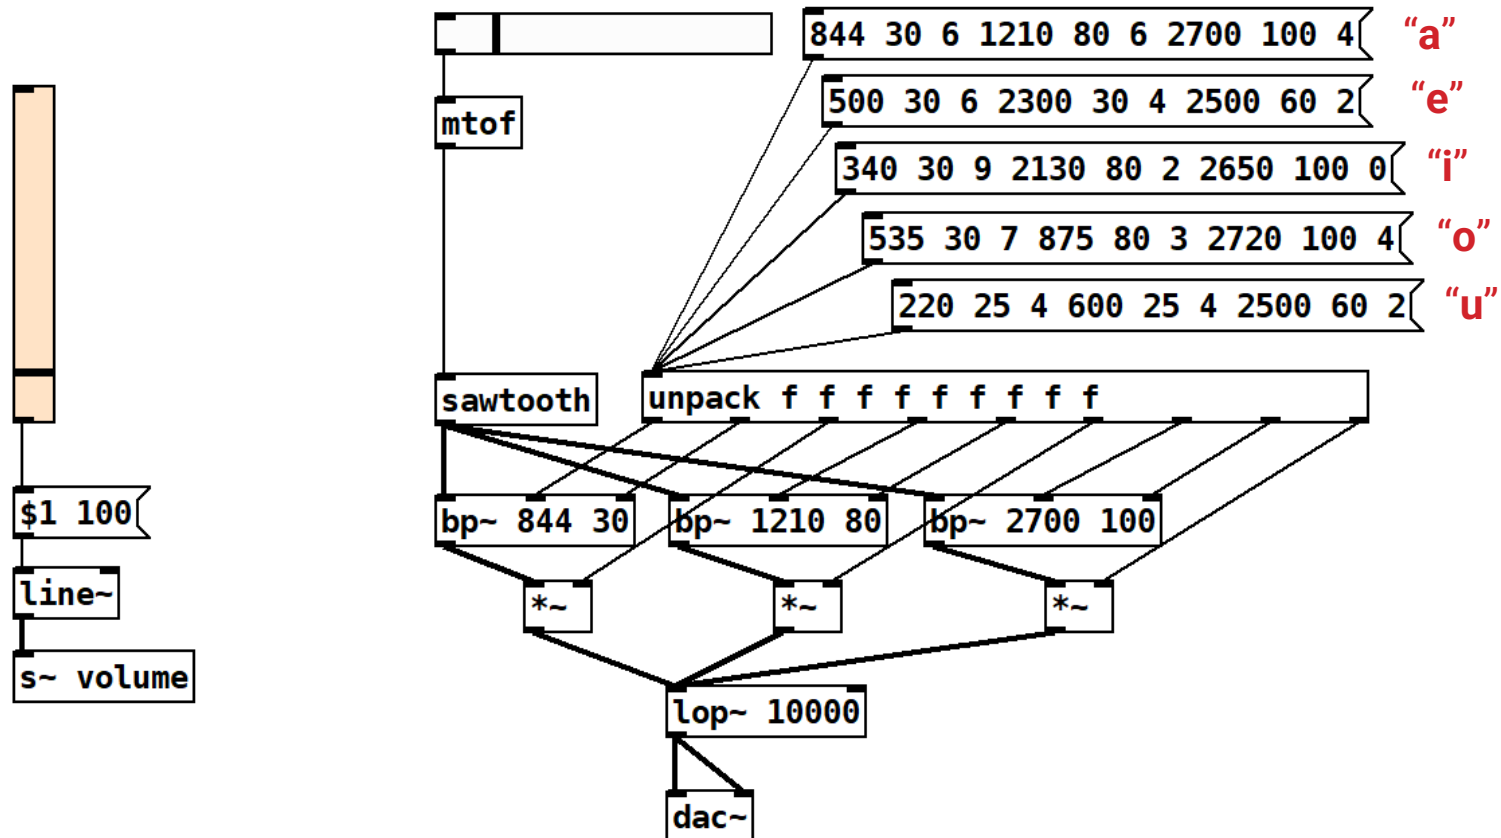 844 30 6 1210 80 6 2700 100 4 “a”
500 30 6 2300 30 4 2500 60 2 “e”
mtof
340 30 9 2130 80 2 2650 100 0 “i”
535 30 7 875 80 3 2720 100 4 “o”
220 25 4 600 25 4 2500 60 2 “u”
sawtooth
unpack f f f f f f f f f
$1 100
bp~ 844 30
bp~ 1210 80
bp~ 2700 100
line~
*~
*~
*~
s~ volume
lop~ 10000
dac~